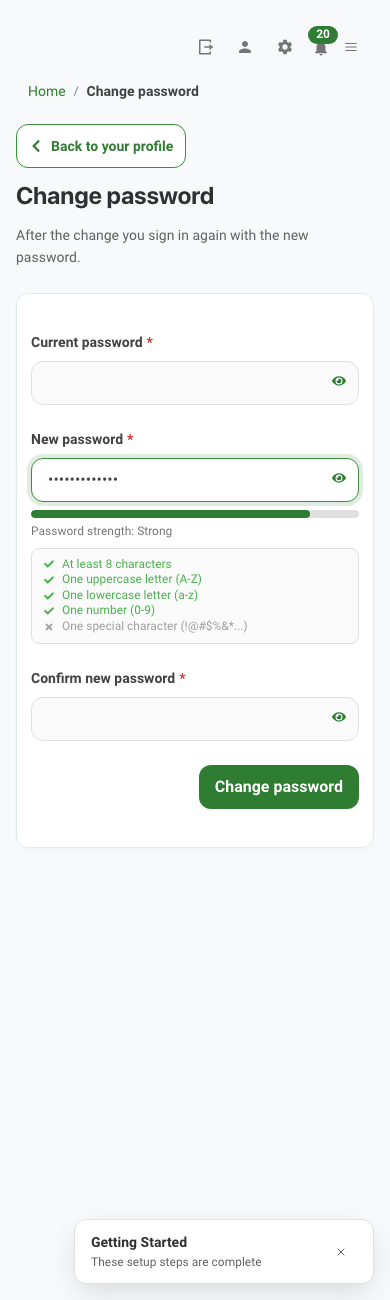 20
Home / Change password
Back to your profile
Change password
After the change you sign in again with the new
password.
Current password *
New password *
•••••••••••••
Password strength: Strong
At least 8 characters
One uppercase letter (A-Z)
One lowercase letter (a-z)
One number (0-9)
One special character (!@#$%&*...)
Confirm new password *
Change password
Getting Started
These setup steps are complete